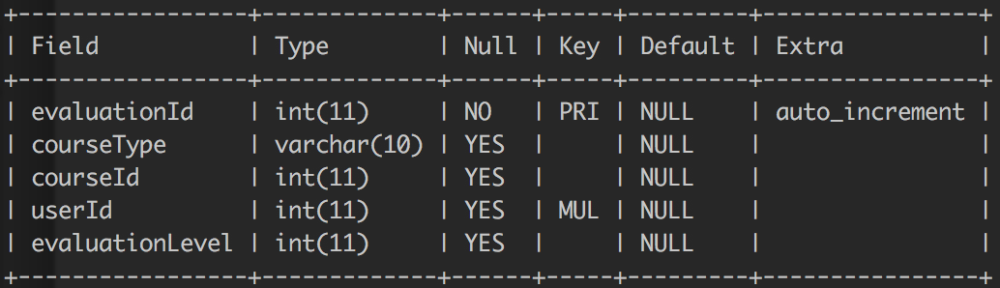 +-----------------+-------------+------+-----+---------+----------------+
| Field           | Type        | Null | Key | Default | Extra          |
+-----------------+-------------+------+-----+---------+----------------+
| evaluationId    | int(11)     | NO   | PRI | NULL    | auto_increment |
| courseType      | varchar(10) | YES  |     | NULL    |                |
| courseId        | int(11)     | YES  |     | NULL    |                |
| userId          | int(11)     | YES  | MUL | NULL    |                |
| evaluationLevel | int(11)     | YES  |     | NULL    |                |
+-----------------+-------------+------+-----+---------+----------------+